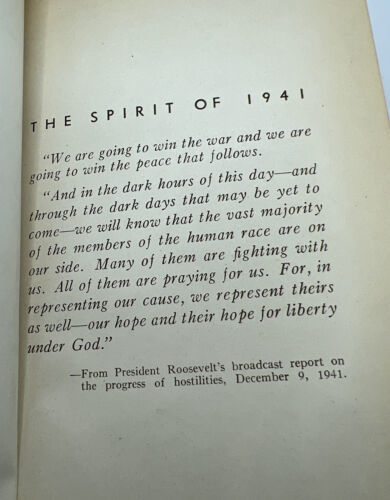 THE SPIRIT OF 1941
"We are going to win the war and we are
going to win the peace that follows.
"And in the dark hours of this day—and
through the dark days that may be yet to
come—we will know that the vast majority
of the members of the human race are on
our side. Many of them are fighting with
us. All of them are praying for us. For, in
representing our cause, we represent theirs
as well—our hope and their hope for liberty
under God."
—From President Roosevelt's broadcast report on
the progress of hostilities, December 9, 1941.